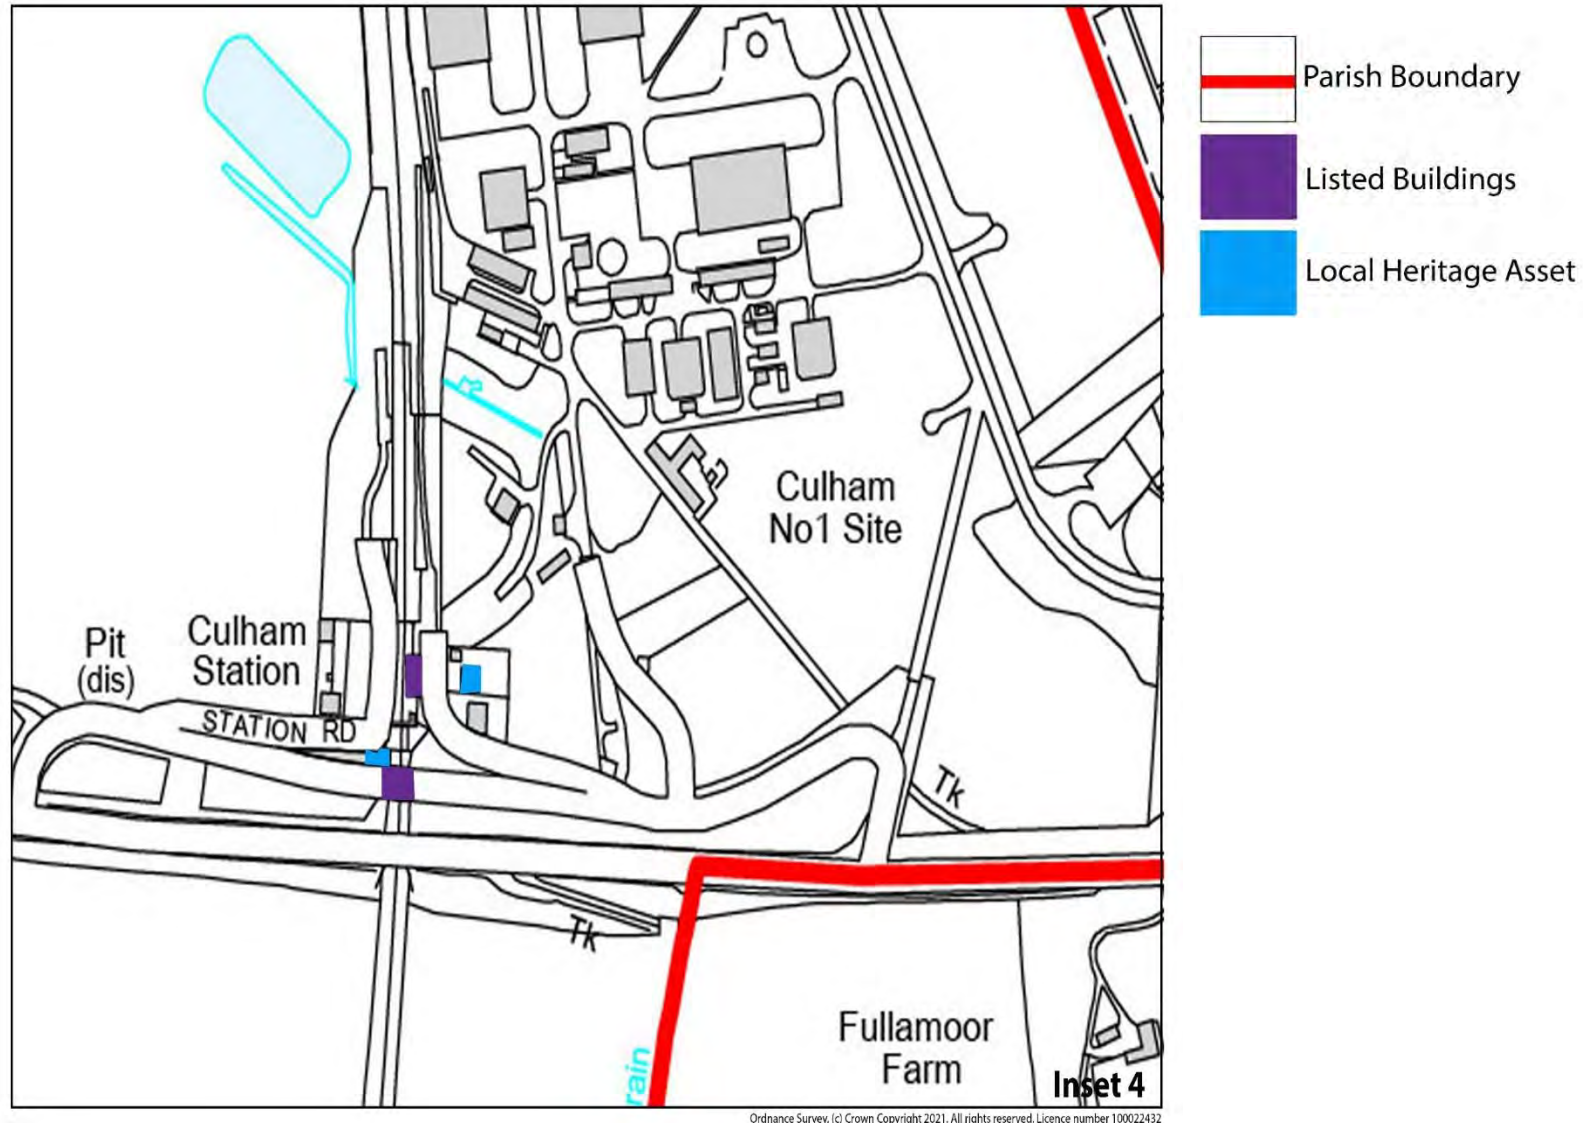 Parish Boundary
Listed Buildings
Local Heritage Asset
Culham
No1 Site
Culham
Station
Pit
(dis)
STATION RD
Tk
Tk
Fullamoor
Farm
rain
Inset 4
Ordnance Survey, (c) Crown Copyright 2021. All rights reserved. Licence number 100022432